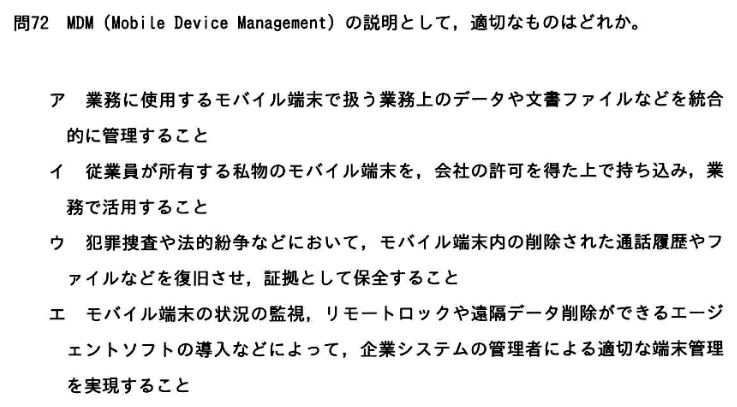 問72 MDM (Mobile Device Management) の説明として，適切なものはどれか。
ア 業務に使用するモバイル端末で扱う業務上のデータや文書ファイルなどを統合
的に管理すること
イ 従業員が所有する私物のモバイル端末を，会社の許可を得た上で持ち込み，業
務で活用すること
ウ 犯罪捜査や法的紛争などにおいて，モバイル端末内の削除された通話履歴やフ
ァイルなどを復旧させ，証拠として保全すること
エ モバイル端末の状況の監視，リモートロックや遠隔データ削除ができるエージ
ェントソフトの導入などによって，企業システムの管理者による適切な端末管理
を実現すること